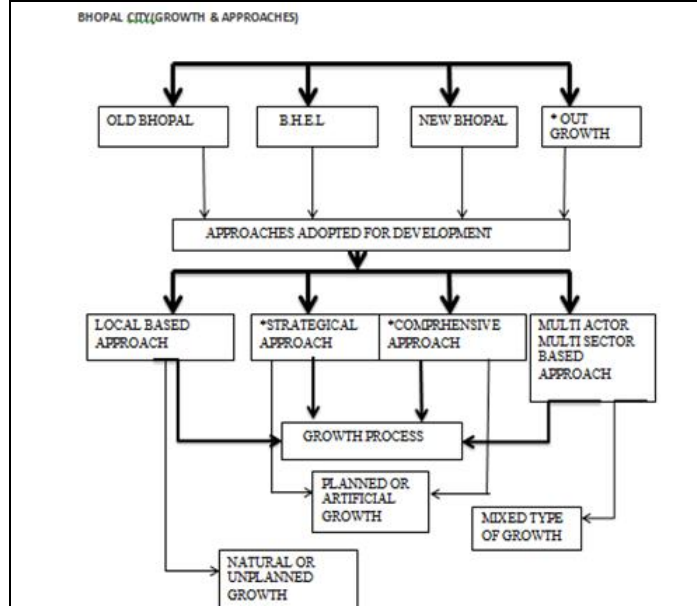 BHOPAL CITY(GROWTH & APPROACHES)
OLD BHOPAL
B.H.E.L
NEW BHOPAL
* OUT
GROWTH
APPROACHES ADOPTED FOR DEVELOPMENT
LOCAL BASED
APPROACH
*STRATEGICAL
APPROACH
*COMPRHENSIVE
APPROACH
MULTI ACTOR
MULTI SECTOR
BASED
APPROACH
GROWTH PROCESS
PLANNED OR
ARTIFICIAL
GROWTH
MIXED TYPE
OF GROWTH
NATURAL OR
UNPLANNED
GROWTH